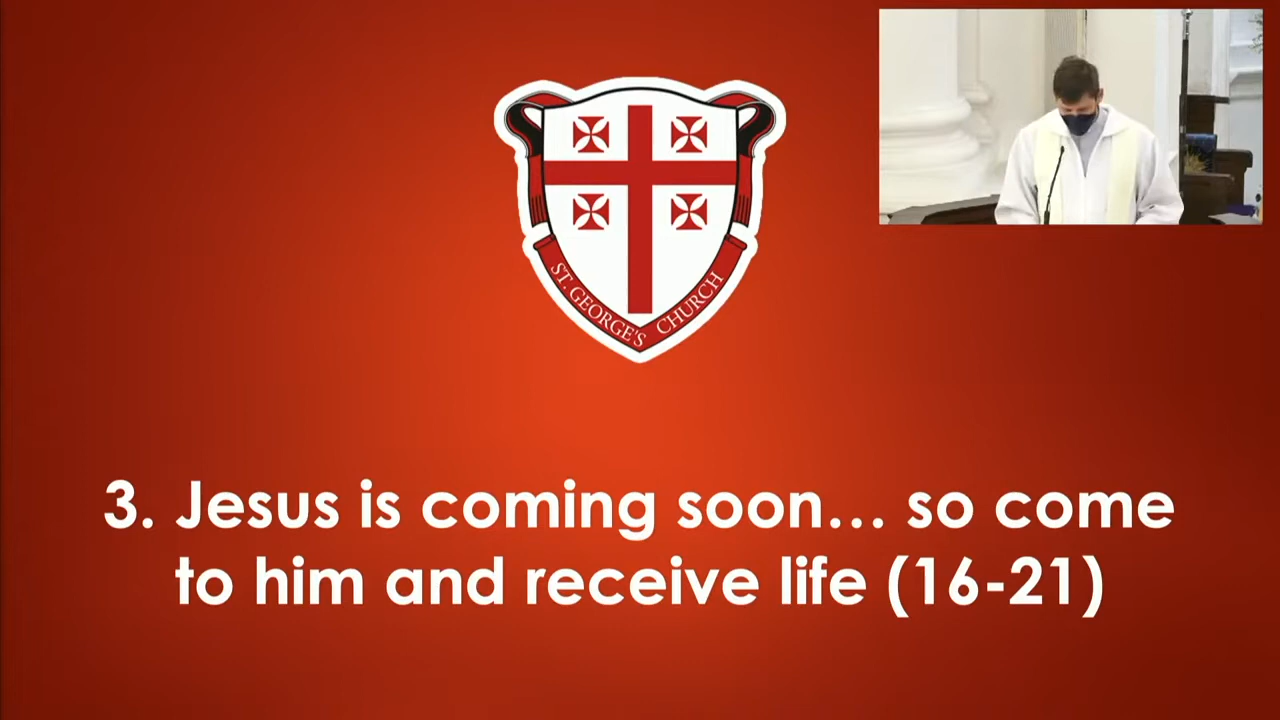 ST. GEORGE'S CHURCH
3. Jesus is coming soon… so come
to him and receive life (16-21)